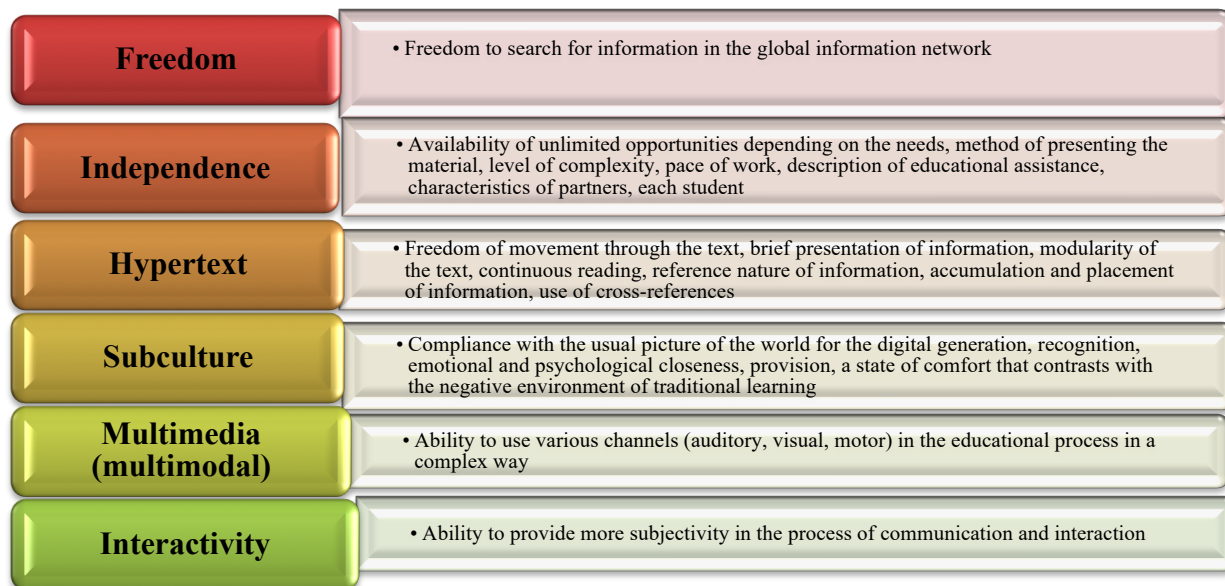 Freedom
• Freedom to search for information in the global information network
Independence
• Availability of unlimited opportunities depending on the needs, method of presenting the
material, level of complexity, pace of work, description of educational assistance,
characteristics of partners, each student
Hypertext
• Freedom of movement through the text, brief presentation of information, modularity of
the text, continuous reading, reference nature of information, accumulation and placement
of information, use of cross-references
Subculture
• Compliance with the usual picture of the world for the digital generation, recognition,
emotional and psychological closeness, provision, a state of comfort that contrasts with
the negative environment of traditional learning
Multimedia
(multimodal)
• Ability to use various channels (auditory, visual, motor) in the educational process in a
complex way
Interactivity
• Ability to provide more subjectivity in the process of communication and interaction